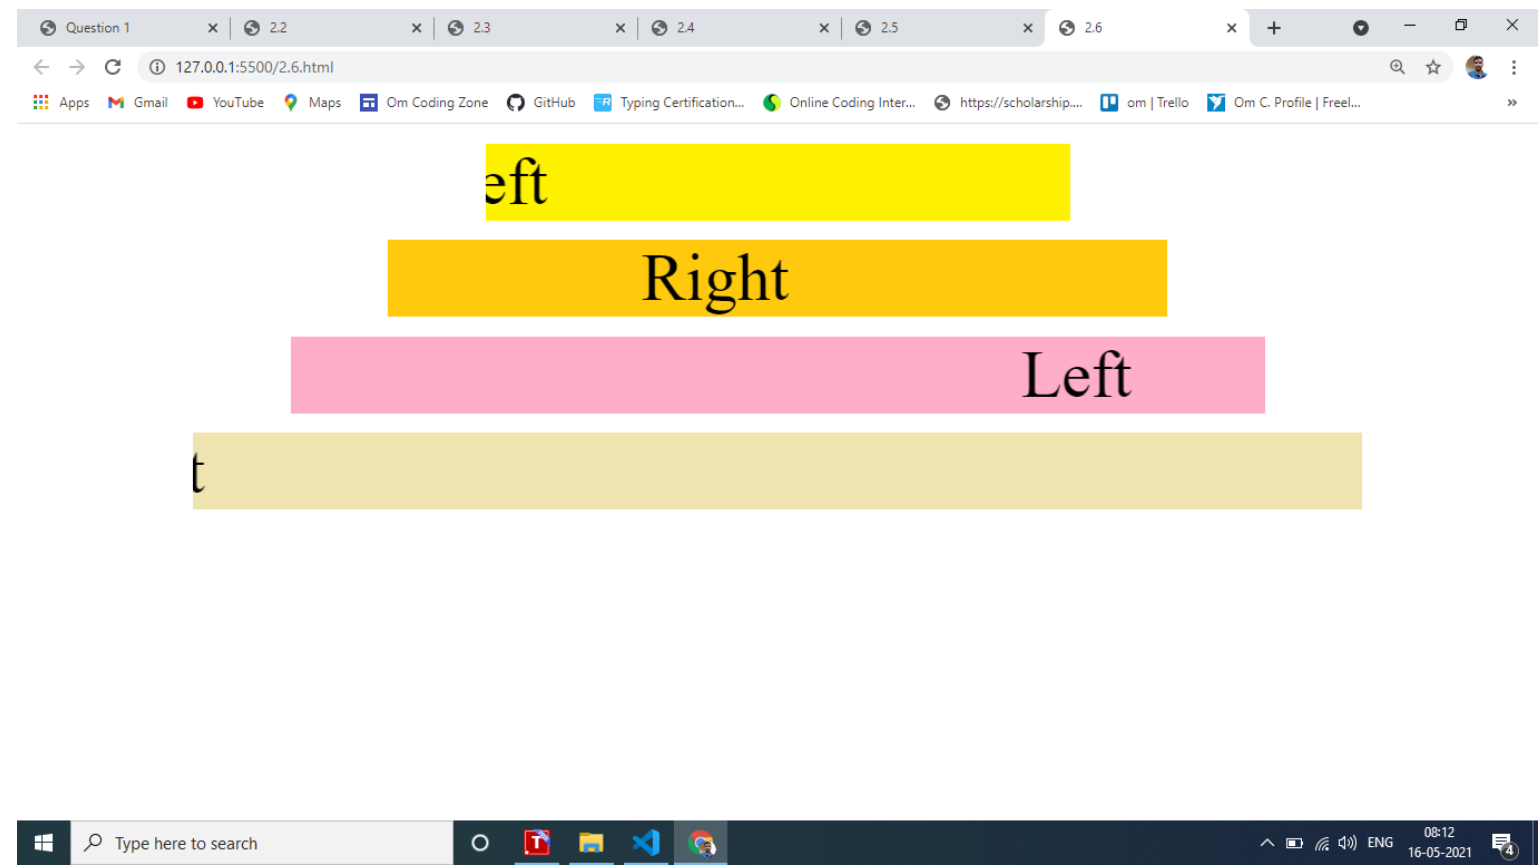 Question 1
2.2
2.3
2.4
2.5
2.6
127.0.0.1:5500/2.6.html
Apps
Gmail
YouTube
Maps
Om Coding Zone
GitHub
Typing Certification...
Online Coding Inter...
https://scholarship....
om | Trello
Om C. Profile | Freel...
eft
Right
Left
t
Type here to search
ENG
08:12
16-05-2021
4